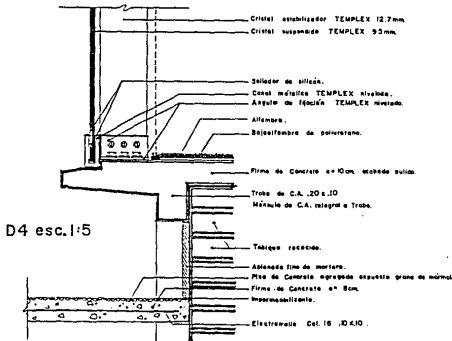 Cristal estabilizador TEMPLEX 12.7mm.
Cristal suspendido TEMPLEX 9.5mm.
Sellador de silicón.
Canal metálico TEMPLEX nivelado.
Angulo de fijación TEMPLEX nivelado.
Alfombra.
Bajoalfombra de poliuretano.
Firme de Concreto e=10cm. acabado pulido.
Trabe de C.A. .20 x .10
Ménsula de C.A. integral a Trabe.
D4 esc. 1:5
Tabique recocido.
Aplanado fino de mortero.
Piso de Concreto agregado expuesto grano de mármol
Firme de Concreto e= 8cm.
Impermeabilizante.
Electromalla Cal. 16 .10X.10.